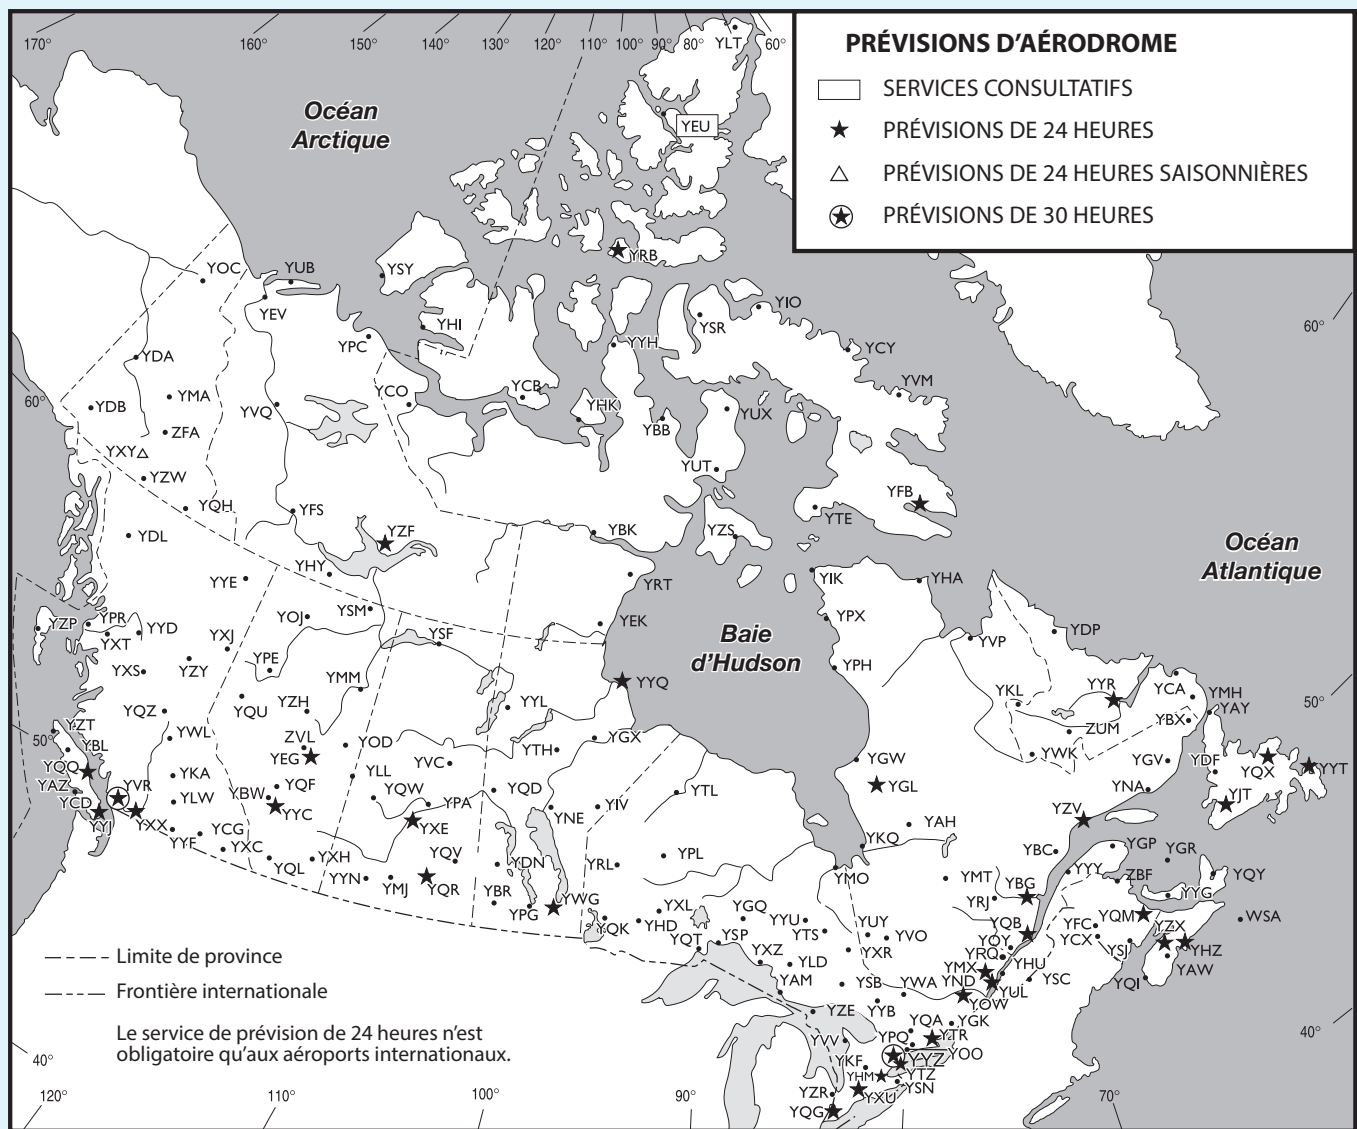 170°
160°
150°
140°
130°
120°
110°
100°
90°
80°
60°
YLT
PRÉVISIONS D'AÉRODROME
SERVICES CONSULTATIFS
PRÉVISIONS DE 24 HEURES
PRÉVISIONS DE 24 HEURES SAISONNIÈRES
PRÉVISIONS DE 30 HEURES
Océan
Arctique
YEU
YRB
YOC
YUB
YSY
YEV
YIO
YHI
YSR
60°
YPC
YYH
YCY
YDA
YVM
YCB
YMA
YCO
60°
YDB
YVQ
YHK
YUX
ZFA
YBB
YXY
YUT
YZW
YFB
YQH
YFS
YTE
YZF
YBK
YZS
YDL
Océan
Atlantique
YHY
YYE
YRT
YIK
YHA
YOJ
YSM
YPX
YZP
YPR
YYD
YXJ
YSF
YEK
Baie
d'Hudson
YVP
YDP
YXT
YXS
YZY
YPE
YPH
YMM
YYQ
YKL
YYR
YCA
YMH
50°
YQZ
YQU
YZH
YYL
YAY
YZT
YBX
50°
YBL
YWL
ZVL
YOD
YTH
YGX
ZUM
YEG
YWK
YQQ
YKA
YVC
YGW
YGV
YDF
YQX
YYT
YAZ
YVR
YLL
YQF
YQW
YQD
YGL
YNA
YCD
YLW
YBW
YPA
YTL
YJT
YYJ
YXX
YYC
YXE
YNE
YIV
YZV
YYF
YCG
YAH
YXC
YKQ
YQL
YXH
YQV
YDN
YRL
YPL
YBC
YGP
YGR
YYN
YMJ
YQR
YMO
YMT
YYY
ZBF
YQY
YBR
YBG
YYG
YPG
YWG
YXL
YGQ
YRJ
YQK
YHD
YYU
YUY
YQB
YFC
YQM
WSA
YQT
YSP
YTS
YVO
YOY
YCX
YZX
YXZ
YXR
YRQ
YSJ
YHZ
Limite de province
YLD
YMX
YHU
YAW
YAM
YSB
YWA
YND
YUL
YSC
YQI
Frontière internationale
YZE
YYB
YOW
YQA
YGK
YPQ
YTR
40°
Le service de prévision de 24 heures n'est
obligatoire qu'aux aéroports internationaux.
YVV
YYZ
YOO
YKF
YHM
YTZ
YSN
40°
YZR
YXU
YQG
120°
110°
100°
90°
70°